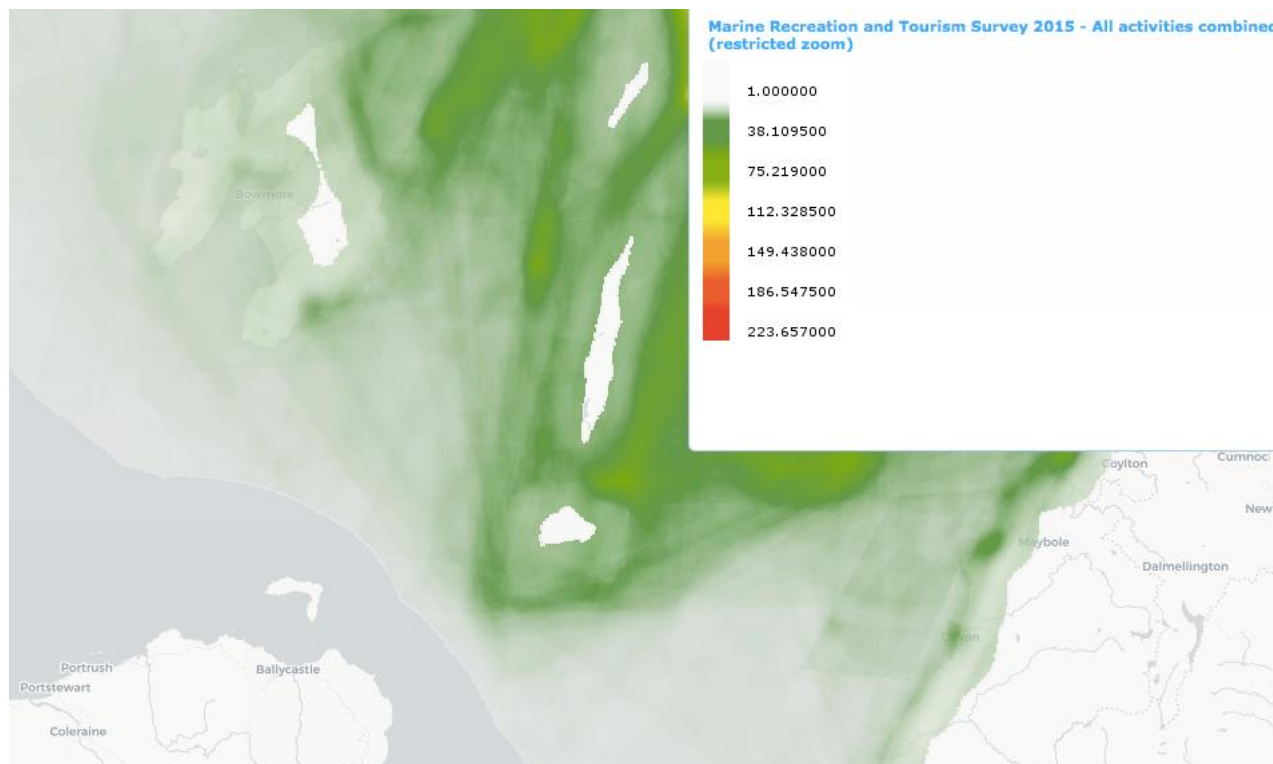 Marine Recreation and Tourism Survey 2015 - All activities combined
(restricted zoom)
1.000000
38.109500
75.219000
112.328500
149.438000
186.547500
223.657000
Bowmore
Coylton
Cumnoc
New
Maybole
Dalmellington
Girvan
Portrush
Ballycastle
Portstewart
Coleraine